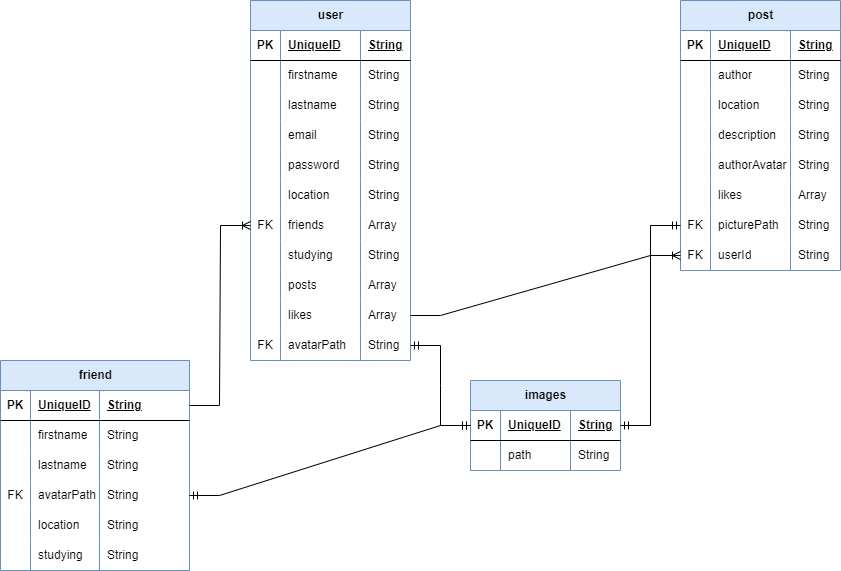 user
PK UniqueID String
firstname String
lastname String
email String
password String
location String
FK friends Array
studying String
posts Array
likes Array
FK avatarPath String
post
PK UniqueID String
author String
location String
description String
authorAvatar String
likes Array
FK picturePath String
FK userId String
friend
PK UniqueID String
firstname String
lastname String
FK avatarPath String
location String
studying String
images
PK UniqueID String
path String